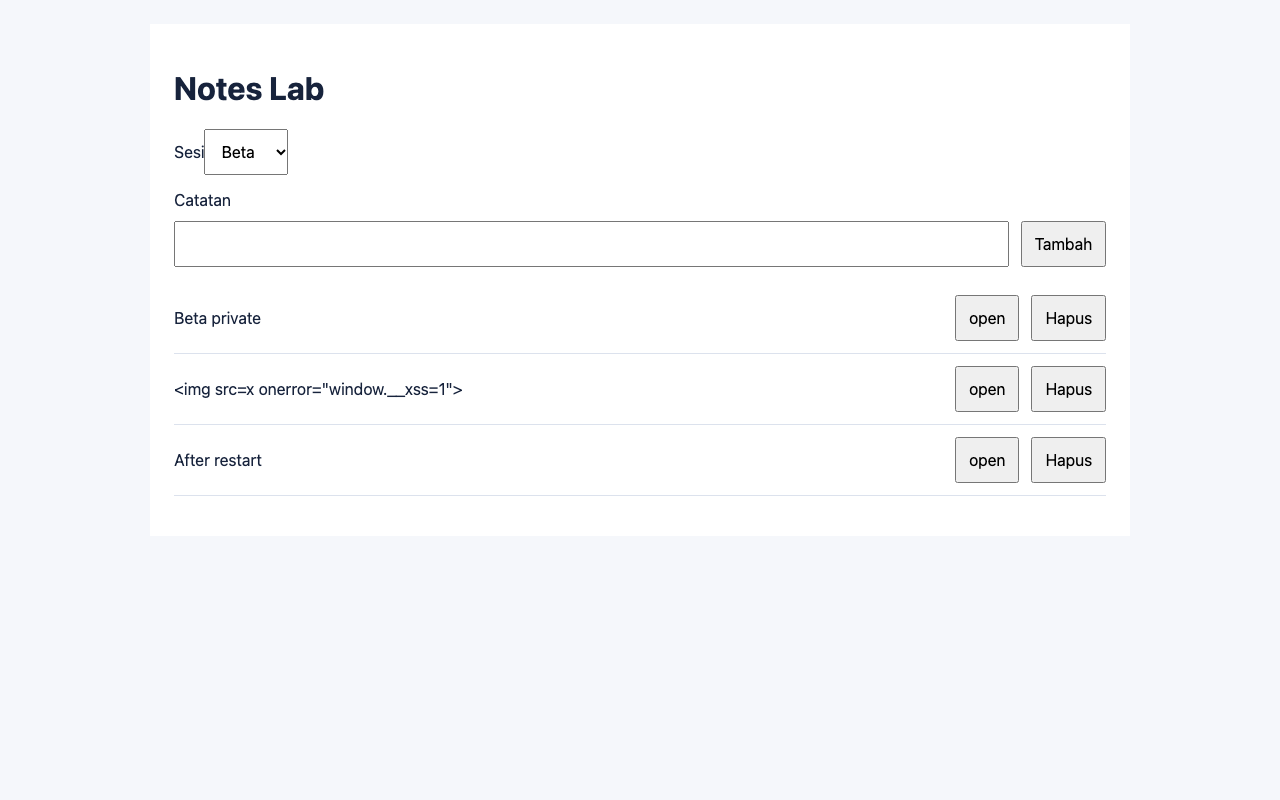 Notes Lab
Sesi Beta
Catatan
Tambah
Beta private open Hapus
<img src=x onerror="window.__xss=1"> open Hapus
After restart open Hapus